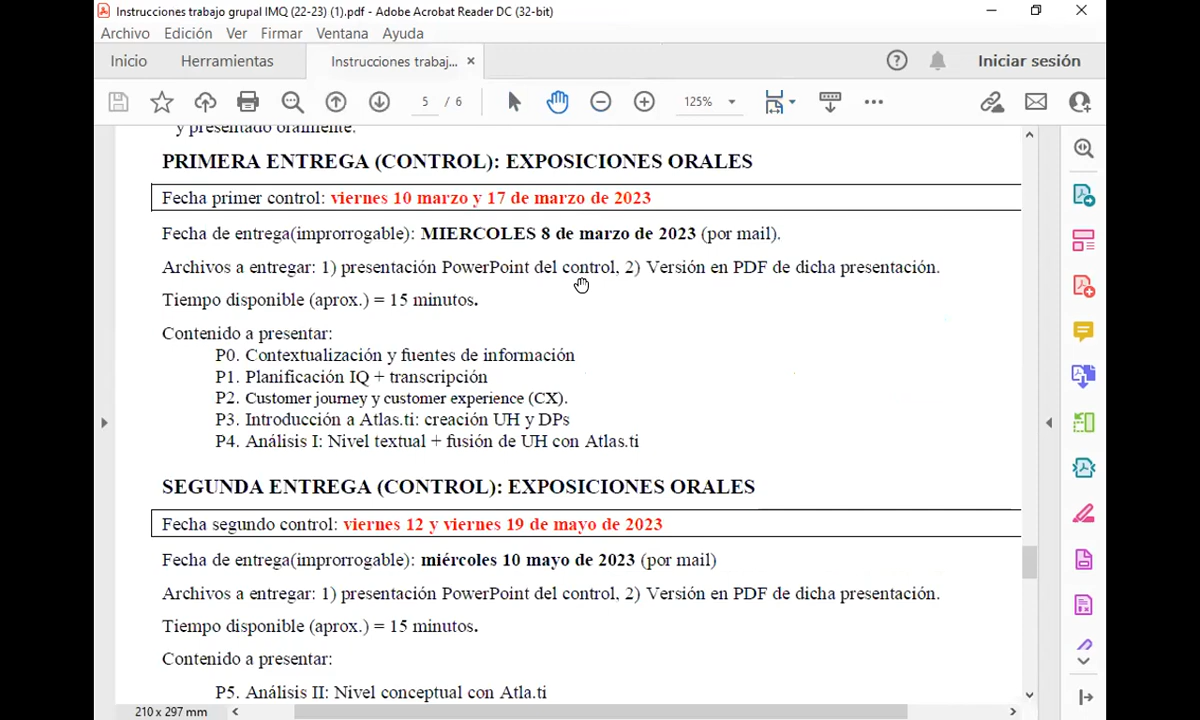 Instrucciones trabajo grupal IMQ (22-23) (1).pdf - Adobe Acrobat Reader DC (32-bit)
Archivo Edición Ver Firmar Ventana Ayuda
Inicio Herramientas Instrucciones trabaj... × Iniciar sesión
5 / 6 125%
y presentado oralmente.
PRIMERA ENTREGA (CONTROL): EXPOSICIONES ORALES
Fecha primer control: viernes 10 marzo y 17 de marzo de 2023
Fecha de entrega(improrrogable): MIERCOLES 8 de marzo de 2023 (por mail).
Archivos a entregar: 1) presentación PowerPoint del control, 2) Versión en PDF de dicha presentación.
Tiempo disponible (aprox.) = 15 minutos.
Contenido a presentar:
P0. Contextualización y fuentes de información
P1. Planificación IQ + transcripción
P2. Customer journey y customer experience (CX).
P3. Introducción a Atlas.ti: creación UH y DPs
P4. Análisis I: Nivel textual + fusión de UH con Atlas.ti
SEGUNDA ENTREGA (CONTROL): EXPOSICIONES ORALES
Fecha segundo control: viernes 12 y viernes 19 de mayo de 2023
Fecha de entrega(improrrogable): miércoles 10 mayo de 2023 (por mail)
Archivos a entregar: 1) presentación PowerPoint del control, 2) Versión en PDF de dicha presentación.
Tiempo disponible (aprox.) = 15 minutos.
Contenido a presentar:
P5. Análisis II: Nivel conceptual con Atla.ti
210 x 297 mm